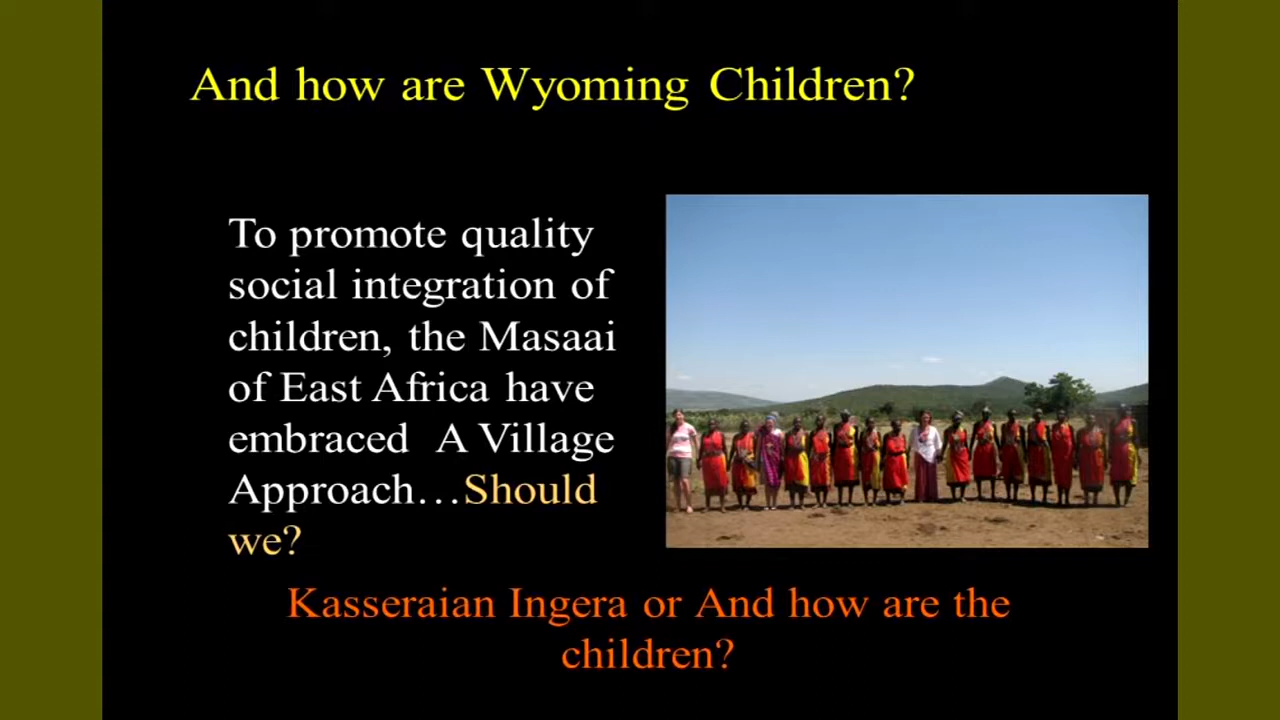 And how are Wyoming Children?
To promote quality
social integration of
children, the Masaai
of East Africa have
embraced A Village
Approach…Should
we?
Kasseraian Ingera or And how are the
children?